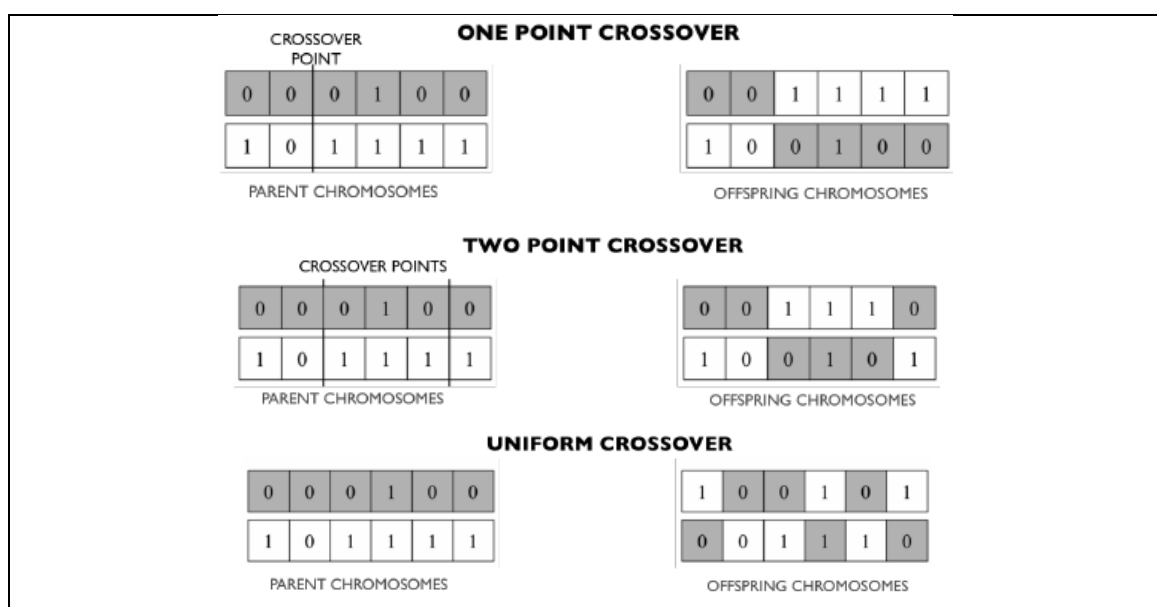 ONE POINT CROSSOVER
CROSSOVER
POINT
0 0 0 1 0 0
1 0 1 1 1 1
PARENT CHROMOSOMES
0 0 1 1 1 1
1 0 0 1 0 0
OFFSPRING CHROMOSOMES
TWO POINT CROSSOVER
CROSSOVER POINTS
0 0 0 1 0 0
1 0 1 1 1 1
PARENT CHROMOSOMES
0 0 1 1 1 0
1 0 0 1 0 1
OFFSPRING CHROMOSOMES
UNIFORM CROSSOVER
0 0 0 1 0 0
1 0 1 1 1 1
PARENT CHROMOSOMES
1 0 0 1 0 1
0 0 1 1 1 0
OFFSPRING CHROMOSOMES